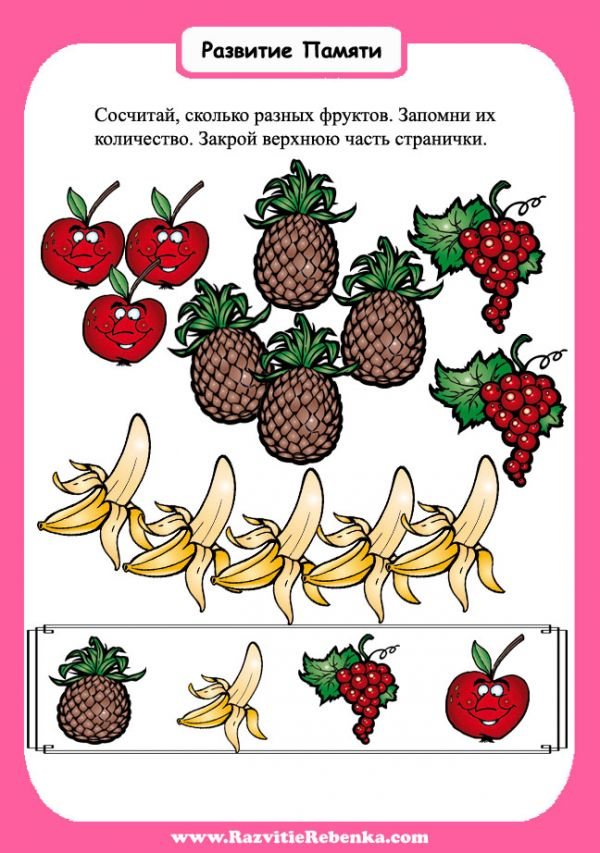 Развитие Памяти
Сосчитай, сколько разных фруктов. Запомни их
количество. Закрой верхнюю часть странички.
www.RazvitieRebenka.com